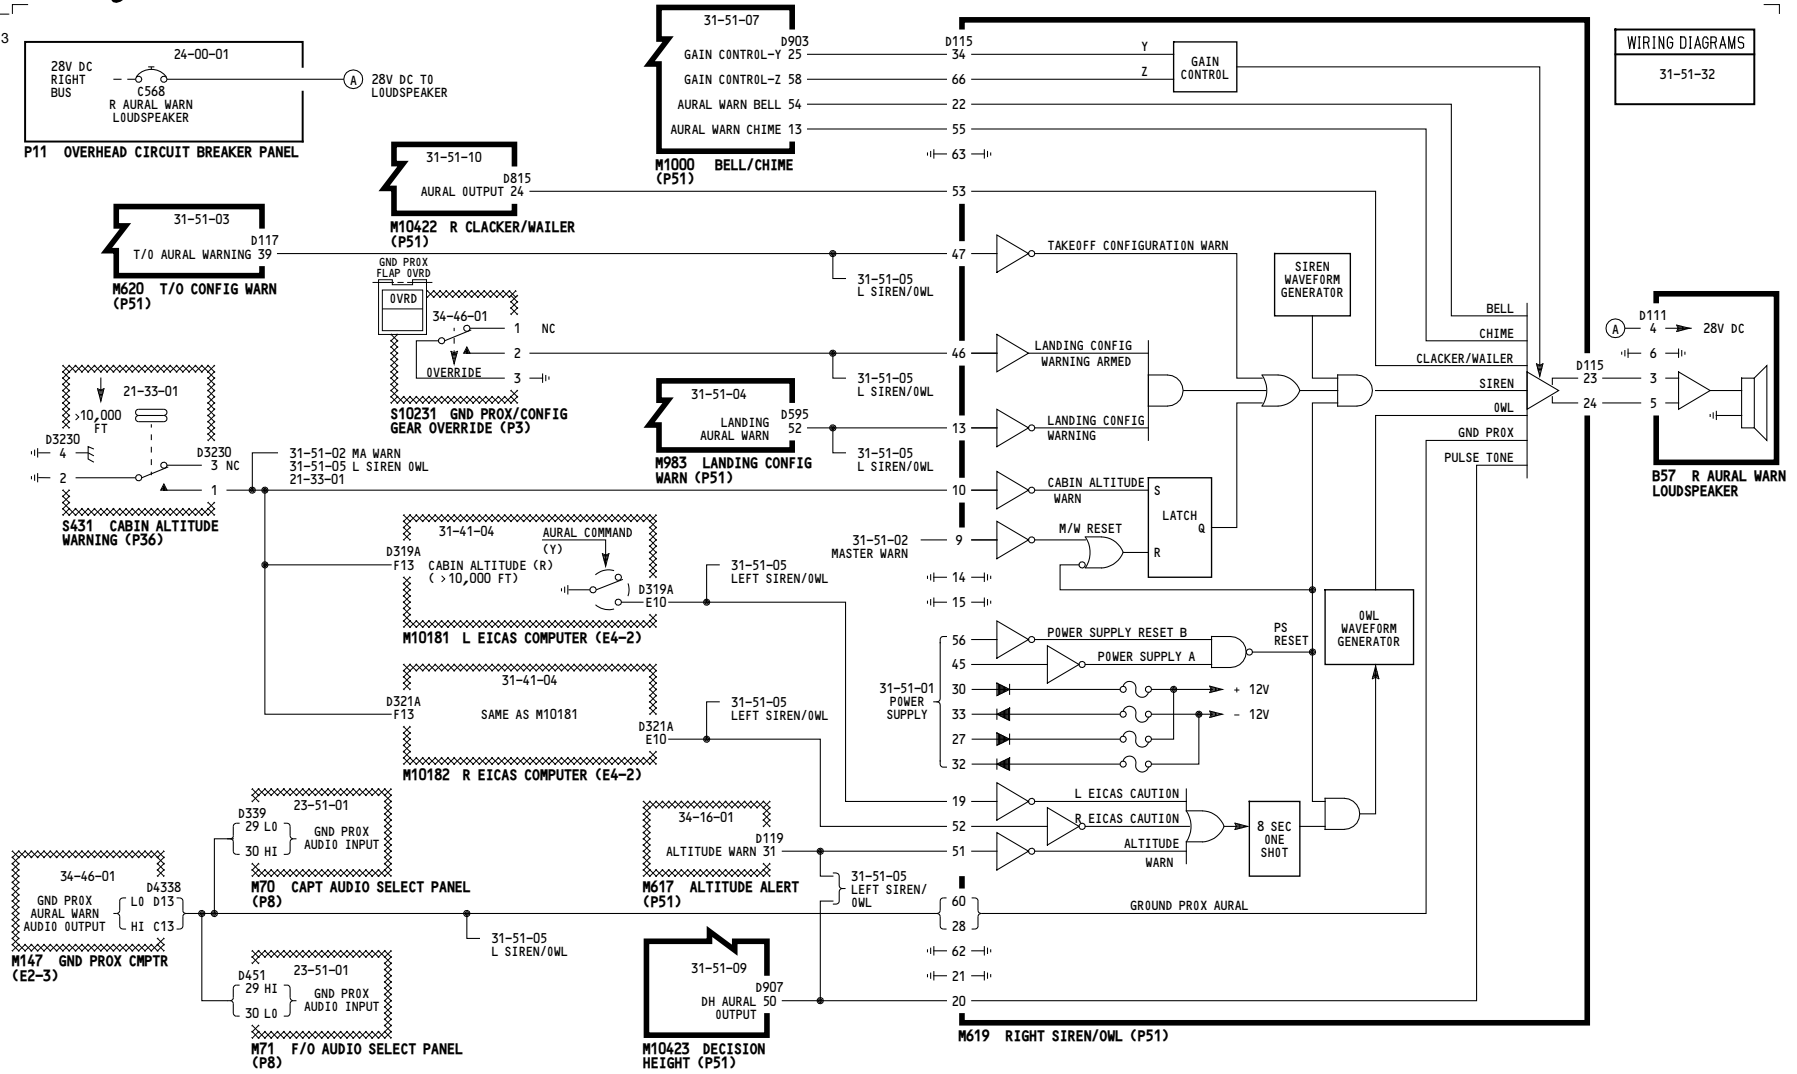 3
24-00-01
28V DC
RIGHT
BUS
C568
R AURAL WARN
LOUDSPEAKER
A
28V DC TO
LOUDSPEAKER
P11 OVERHEAD CIRCUIT BREAKER PANEL
31-51-07
D903
GAIN CONTROL-Y 25
GAIN CONTROL-Z 58
AURAL WARN BELL 54
AURAL WARN CHIME 13
M1000 BELL/CHIME
(P51)
D115
34
66
22
55
63
53
Y
Z
GAIN
CONTROL
WIRING DIAGRAMS
31-51-32
31-51-10
D815
AURAL OUTPUT 24
M10422 R CLACKER/WAILER
(P51)
31-51-03
D117
T/O AURAL WARNING 39
M620 T/O CONFIG WARN
(P51)
47
TAKEOFF CONFIGURATION WARN
31-51-05
L SIREN/OWL
GND PROX
FLAP OVRD
OVRD
34-46-01
1 NC
2
OVERRIDE
3
S10231 GND PROX/CONFIG
GEAR OVERRIDE (P3)
46
LANDING CONFIG
WARNING ARMED
31-51-05
L SIREN/OWL
SIREN
WAVEFORM
GENERATOR
31-51-04
D595
LANDING
AURAL WARN
52
M983 LANDING CONFIG
WARN (P51)
13
LANDING CONFIG
WARNING
31-51-05
L SIREN/OWL
BELL
CHIME
CLACKER/WAILER
SIREN
OWL
GND PROX
PULSE TONE
D115
23
24
D111
A
4
28V DC
6
3
5
B57 R AURAL WARN
LOUDSPEAKER
21-33-01
>10,000
FT
D3230
4
2
D3230
3 NC
1
S431 CABIN ALTITUDE
WARNING (P36)
31-51-02 MA WARN
31-51-05 L SIREN OWL
21-33-01
10
CABIN ALTITUDE
WARN
S
LATCH
Q
R
31-51-02
MASTER WARN
9
M/W RESET
14
15
31-41-04
AURAL COMMAND
(Y)
D319A
F13
CABIN ALTITUDE (R)
(>10,000 FT)
D319A
E10
M10181 L EICAS COMPUTER (E4-2)
31-51-05
LEFT SIREN/OWL
31-41-04
D321A
F13
SAME AS M10181
D321A
E10
M10182 R EICAS COMPUTER (E4-2)
31-51-05
LEFT SIREN/OWL
31-51-01
POWER
SUPPLY
56
POWER SUPPLY RESET B
45
POWER SUPPLY A
PS
RESET
30
+ 12V
33
- 12V
27
32
OWL
WAVEFORM
GENERATOR
19
L EICAS CAUTION
52
R EICAS CAUTION
51
ALTITUDE
WARN
8 SEC
ONE
SHOT
23-51-01
D339
29 LO
30 HI
GND PROX
AUDIO INPUT
M70 CAPT AUDIO SELECT PANEL
(P8)
34-16-01
D119
ALTITUDE WARN 31
M617 ALTITUDE ALERT
(P51)
31-51-05
LEFT SIREN/
OWL
34-46-01
GND PROX
AURAL WARN
AUDIO OUTPUT
D4338
LO D13
HI C13
M147 GND PROX CMPTR
(E2-3)
31-51-05
L SIREN/OWL
60
28
GROUND PROX AURAL
62
21
20
23-51-01
D451
29 HI
30 LO
GND PROX
AUDIO INPUT
M71 F/O AUDIO SELECT PANEL
(P8)
31-51-09
D907
DH AURAL 50
OUTPUT
M10423 DECISION
HEIGHT (P51)
M619 RIGHT SIREN/OWL (P51)